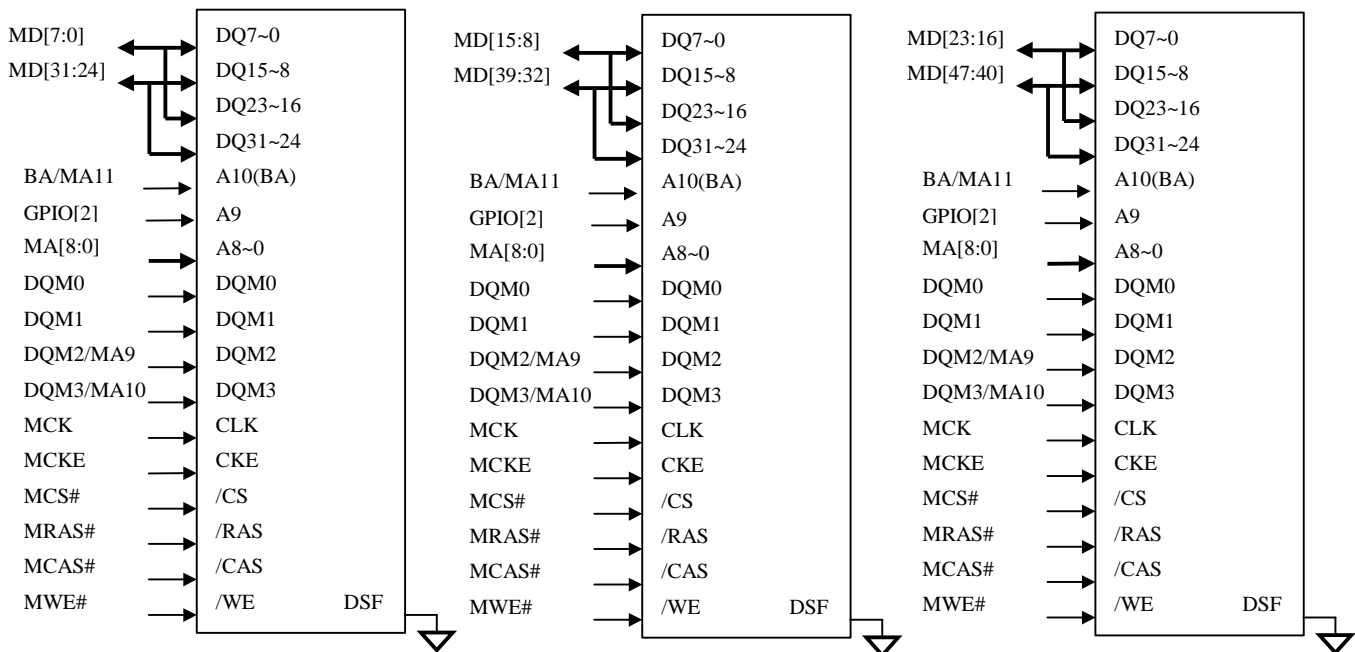 MD[7:0] DQ7~0
MD[31:24] DQ15~8
DQ23~16
DQ31~24
BA/MA11 A10(BA)
GPIO[2] A9
MA[8:0] A8~0
DQM0 DQM0
DQM1 DQM1
DQM2/MA9 DQM2
DQM3/MA10 DQM3
MCK CLK
MCKE CKE
MCS# /CS
MRAS# /RAS
MCAS# /CAS
MWE# /WE DSF
MD[15:8] DQ7~0
MD[39:32] DQ15~8
DQ23~16
DQ31~24
BA/MA11 A10(BA)
GPIO[2] A9
MA[8:0] A8~0
DQM0 DQM0
DQM1 DQM1
DQM2/MA9 DQM2
DQM3/MA10 DQM3
MCK CLK
MCKE CKE
MCS# /CS
MRAS# /RAS
MCAS# /CAS
MWE# /WE DSF
MD[23:16] DQ7~0
MD[47:40] DQ15~8
DQ23~16
DQ31~24
BA/MA11 A10(BA)
GPIO[2] A9
MA[8:0] A8~0
DQM0 DQM0
DQM1 DQM1
DQM2/MA9 DQM2
DQM3/MA10 DQM3
MCK CLK
MCKE CKE
MCS# /CS
MRAS# /RAS
MCAS# /CAS
MWE# /WE DSF